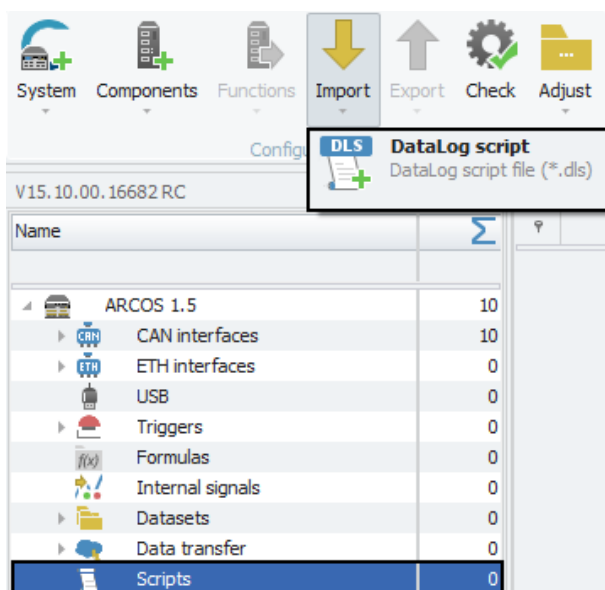 System Components Functions Import Export Check Adjust
Configu
DLS DataLog script
DataLog script file (*.dls)
V15.10.00.16682 RC
Name Σ
ARCOS 1.5 10
CAN CAN interfaces 10
ETH ETH interfaces 0
USB 0
Triggers 0
f(x) Formulas 0
Internal signals 0
Datasets 0
Data transfer 0
Scripts 0